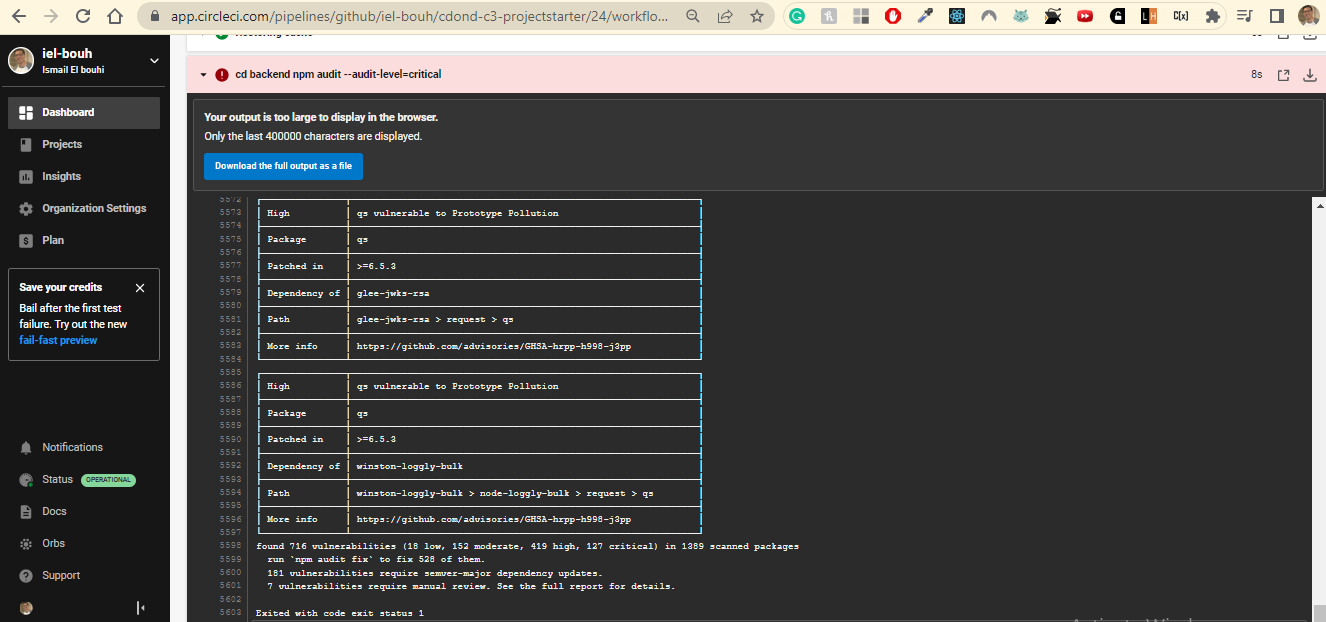 app.circleci.com/pipelines/github/iel-bouh/cdond-c3-projectstarter/24/workflo...
iel-bouh
Ismail El bouhi
Dashboard
Projects
Insights
Organization Settings
Plan
Save your credits
Bail after the first test
failure. Try out the new
fail-fast preview
Notifications
Status OPERATIONAL
Docs
Orbs
Support
cd backend npm audit --audit-level=critical
8s
Your output is too large to display in the browser.
Only the last 400000 characters are displayed.
Download the full output as a file
5572
5573 High qs vulnerable to Prototype Pollution
5574
5575 Package qs
5576
5577 Patched in >=6.5.3
5578
5579 Dependency of glee-jwks-rsa
5580
5581 Path glee-jwks-rsa > request > qs
5582
5583 More info https://github.com/advisories/GHSA-hrpp-h998-j3pp
5584
5585
5586 High qs vulnerable to Prototype Pollution
5587
5588 Package qs
5589
5590 Patched in >=6.5.3
5591
5592 Dependency of winston-loggly-bulk
5593
5594 Path winston-loggly-bulk > node-loggly-bulk > request > qs
5595
5596 More info https://github.com/advisories/GHSA-hrpp-h998-j3pp
5597
5598 found 716 vulnerabilities (18 low, 152 moderate, 419 high, 127 critical) in 1389 scanned packages
5599 run `npm audit fix` to fix 528 of them.
5600 181 vulnerabilities require semver-major dependency updates.
5601 7 vulnerabilities require manual review. See the full report for details.
5602
5603 Exited with code exit status 1